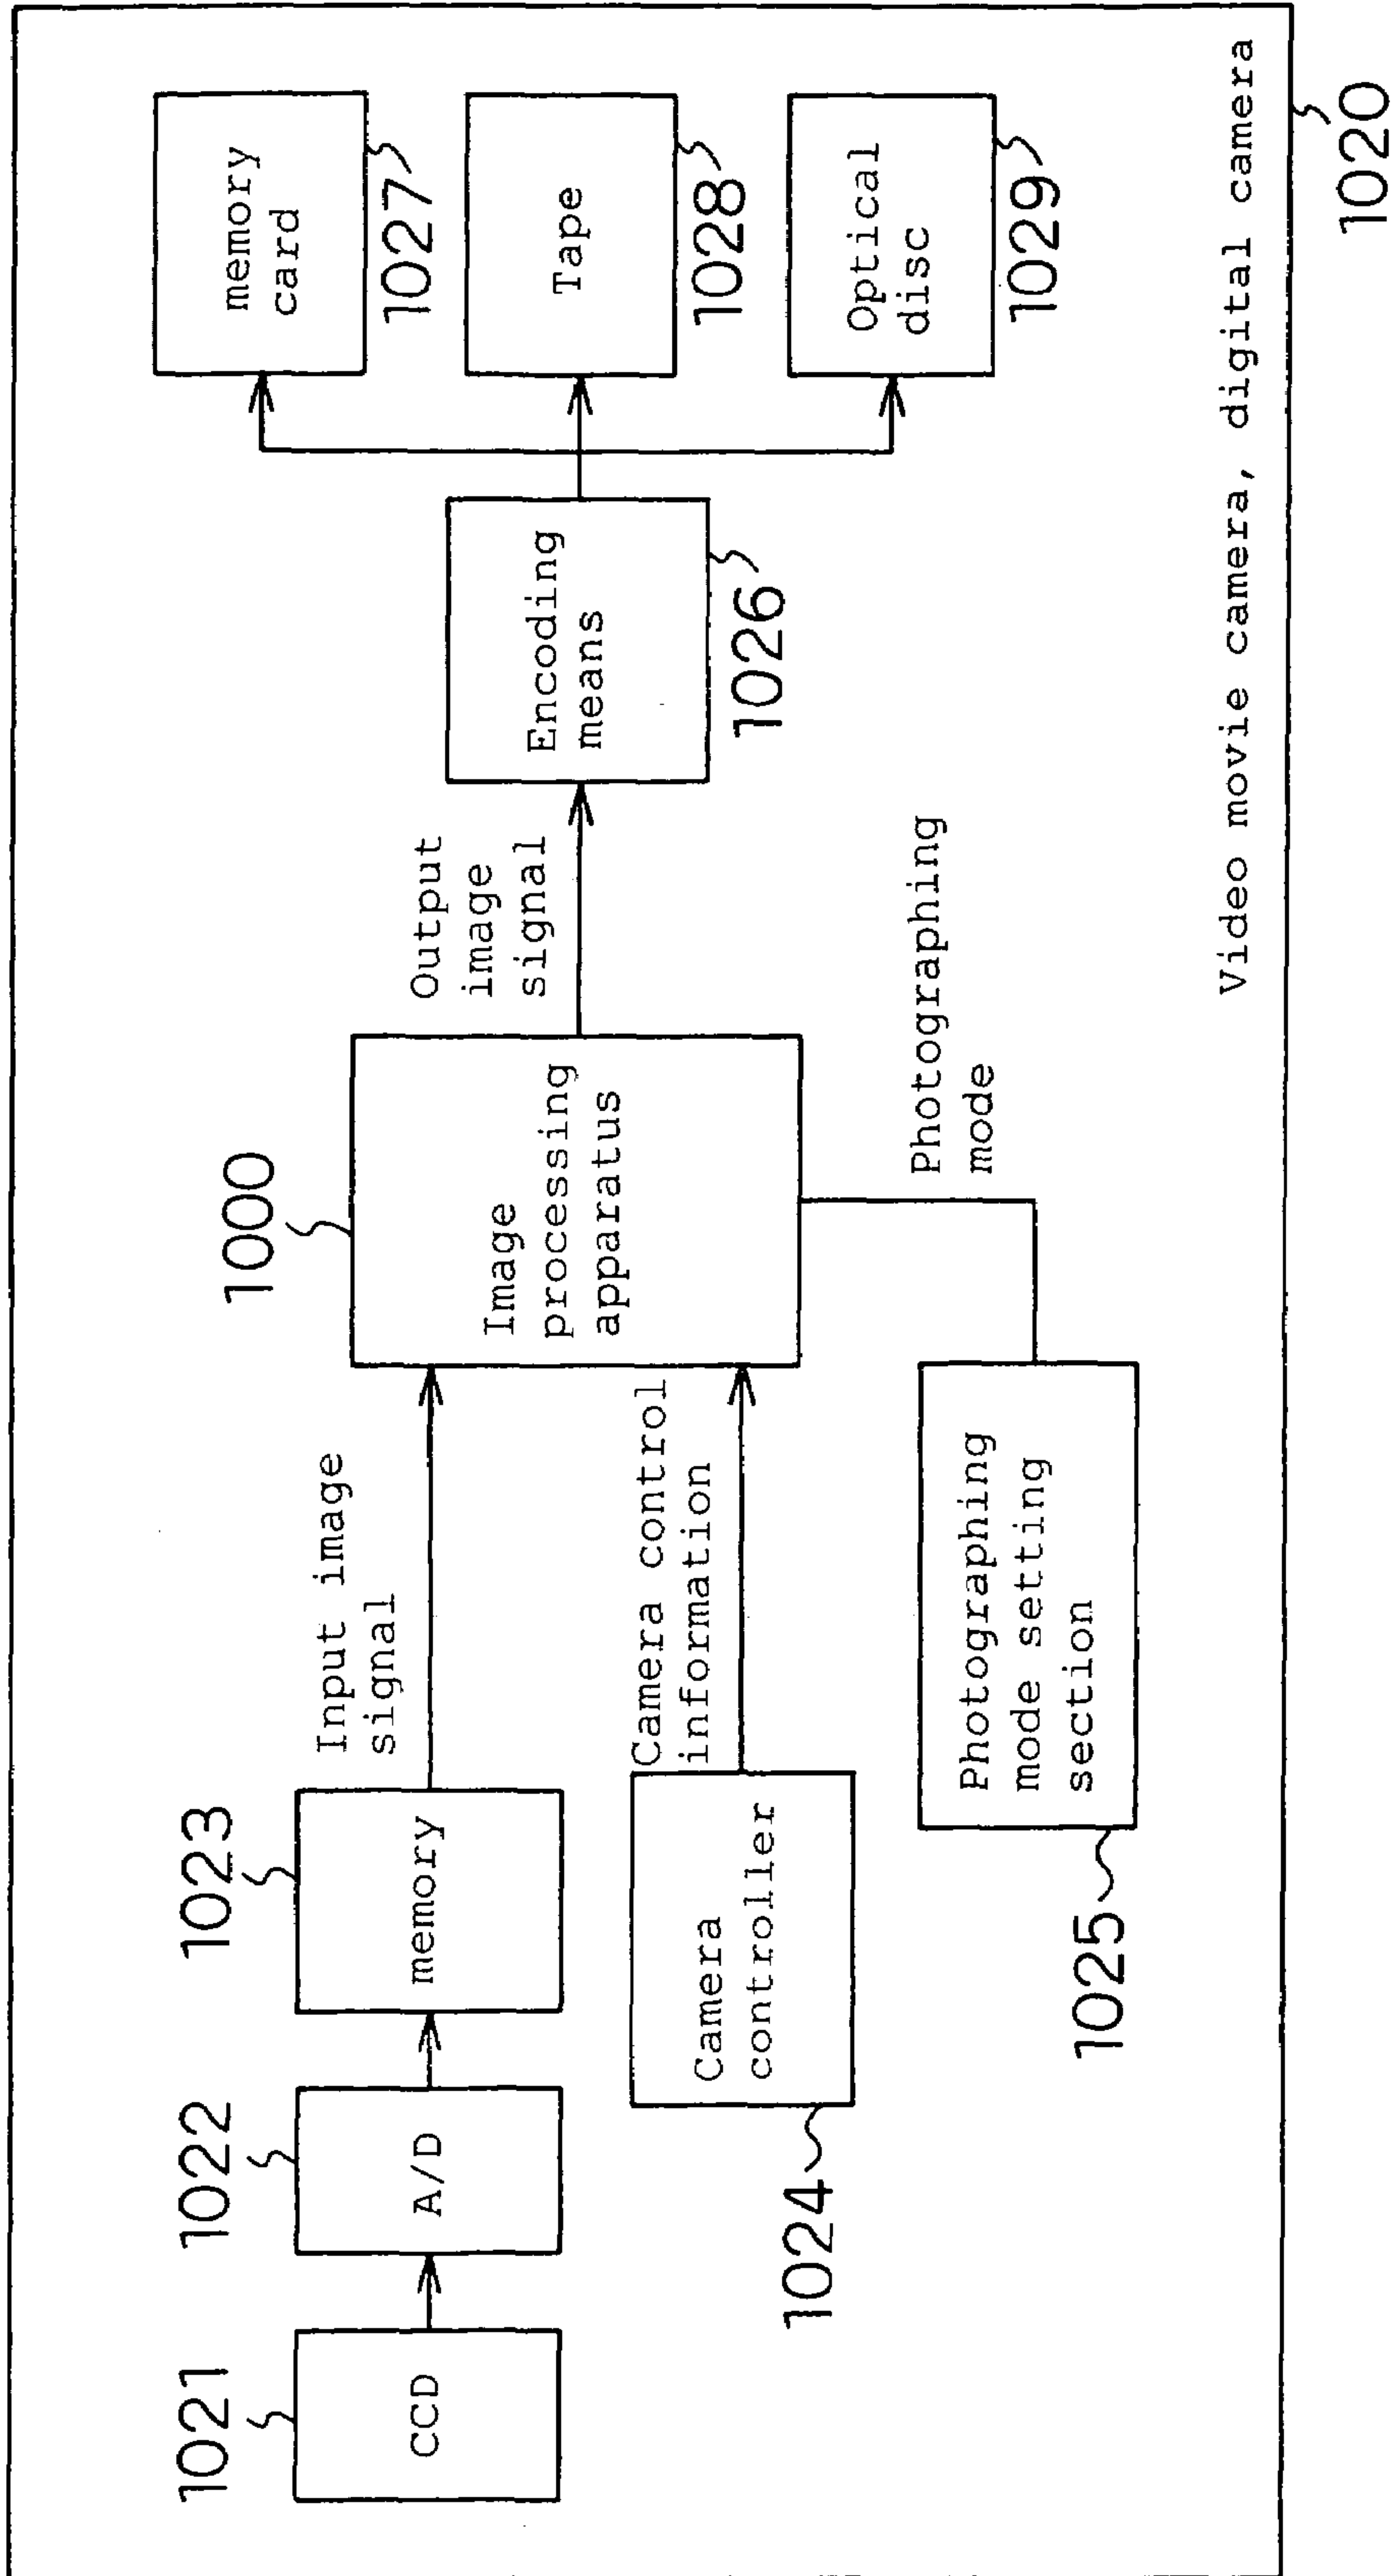 1021
CCD
1022
A/D
1023
memory
Input image
signal
1024
Camera
controller
Camera control
information
1025
Photographing
mode setting
section
Photographing
mode
1000
Image
processing
apparatus
Output
image
signal
Encoding
means
1026
memory
card
1027
Tape
1028
Optical
disc
1029
Video movie camera, digital camera
1020